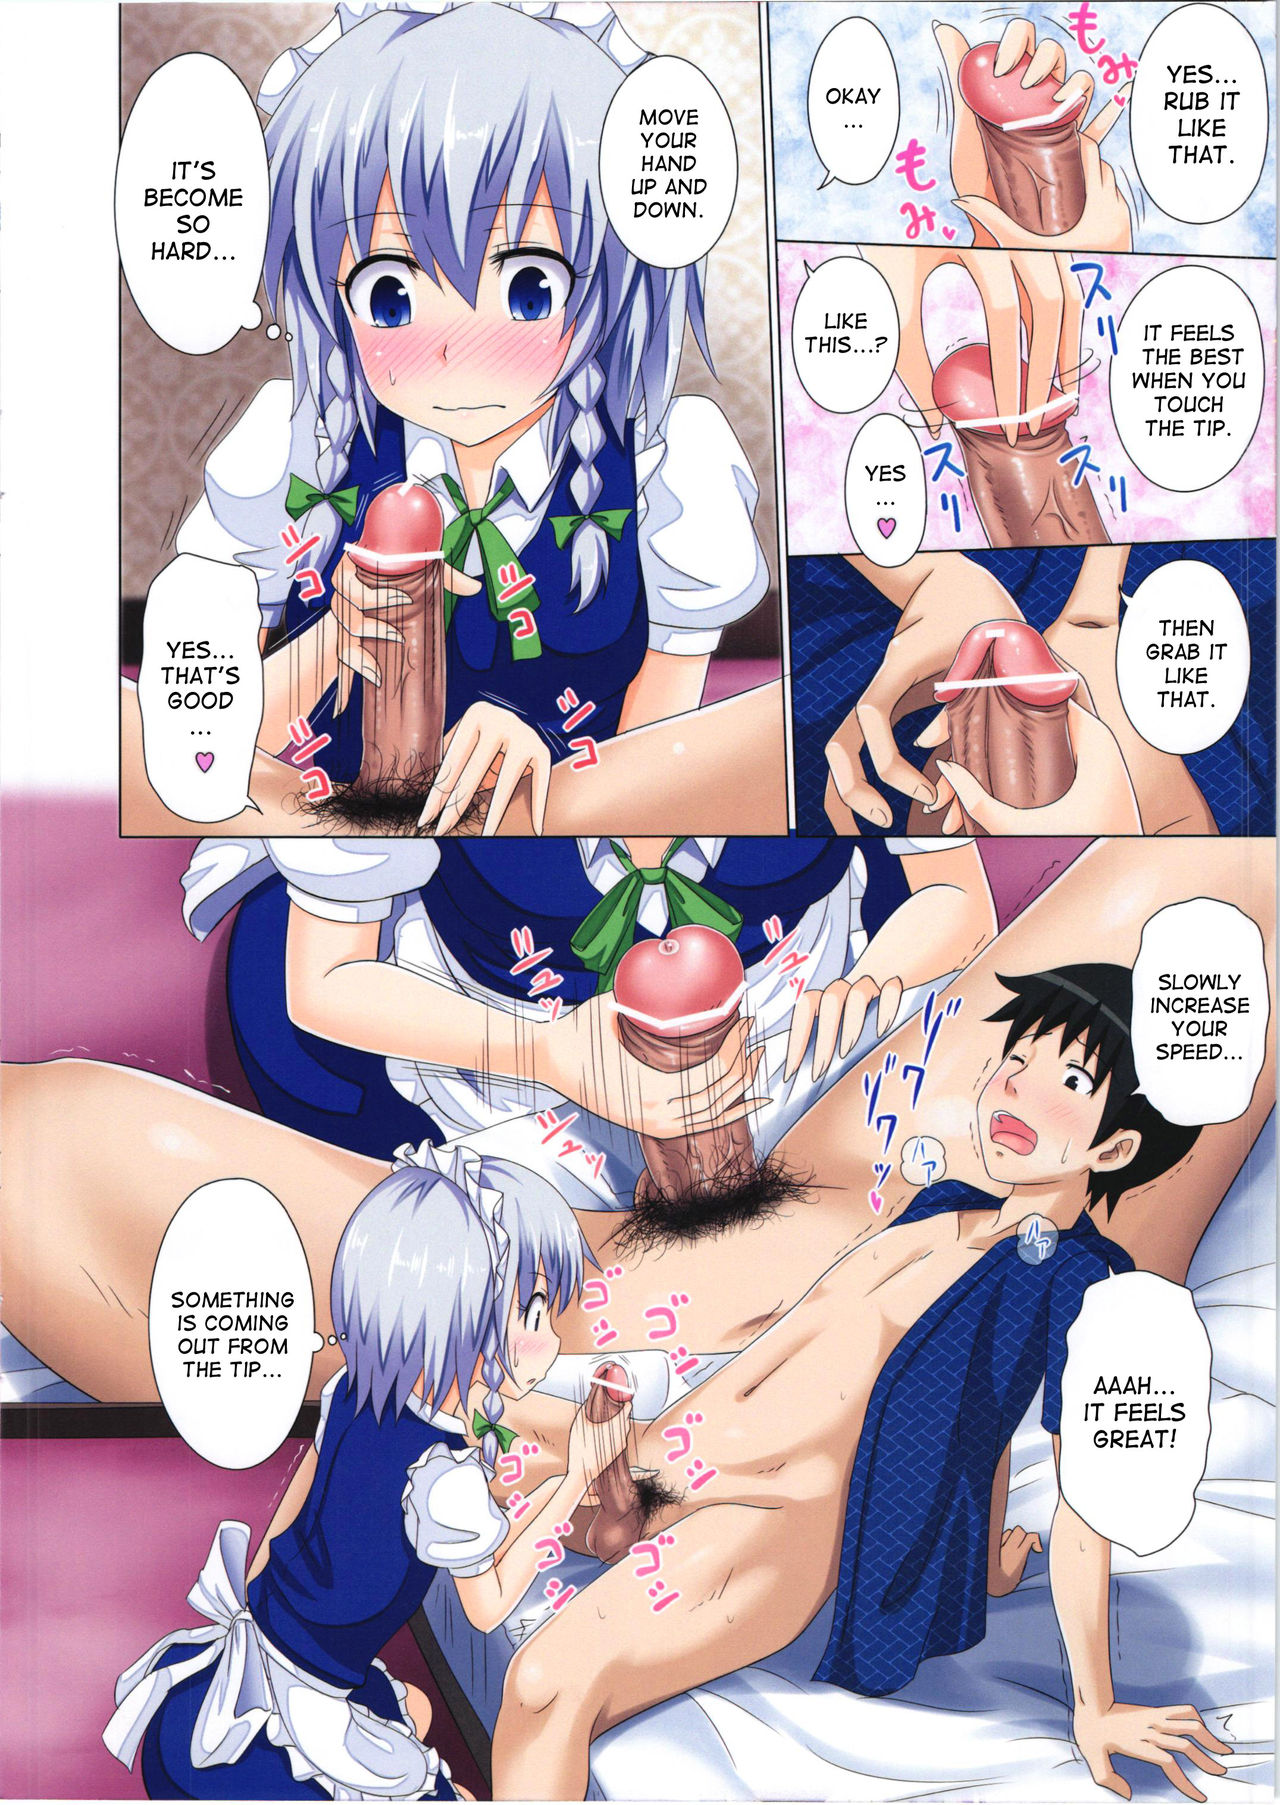 YES...
RUB IT
LIKE
THAT.
もみ
OKAY
...
もみ
IT FEELS
THE BEST
WHEN YOU
TOUCH
THE TIP.
スリ
LIKE
THIS...?
YES
...
スリ
スリ
THEN
GRAB IT
LIKE
THAT.
MOVE
YOUR
HAND
UP AND
DOWN.
IT'S
BECOME
SO
HARD...
シコ
シコ
シコ
シコ
YES...
THAT'S
GOOD
...
SLOWLY
INCREASE
YOUR
SPEED...
ゾクゾクッ
ハァ
ハァ
SOMETHING
IS COMING
OUT FROM
THE TIP...
ゴシ
ゴシ
ゴシ
ゴシ
ゴシ
ゴシ
AAAH...
IT FEELS
GREAT!